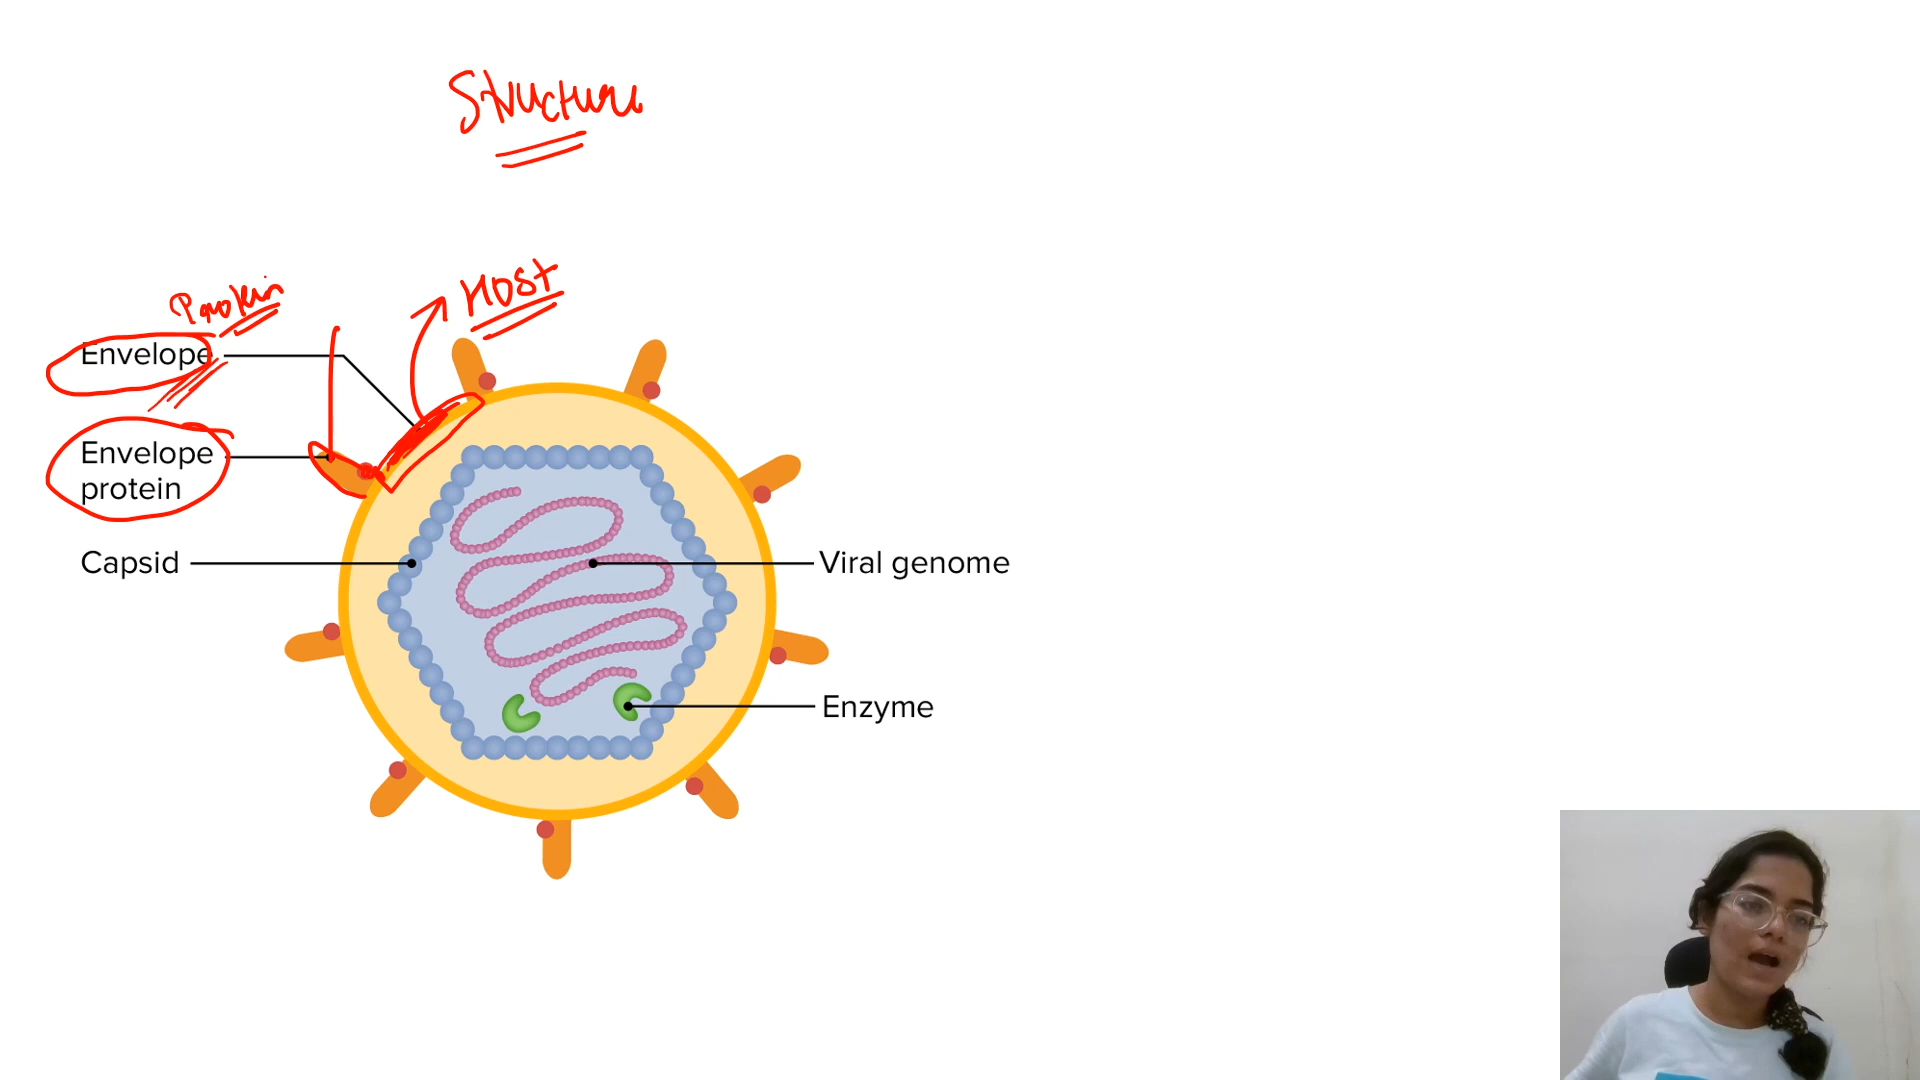 Structure
Host
Protein
Envelope
Envelope
protein
Capsid
Viral genome
Enzyme